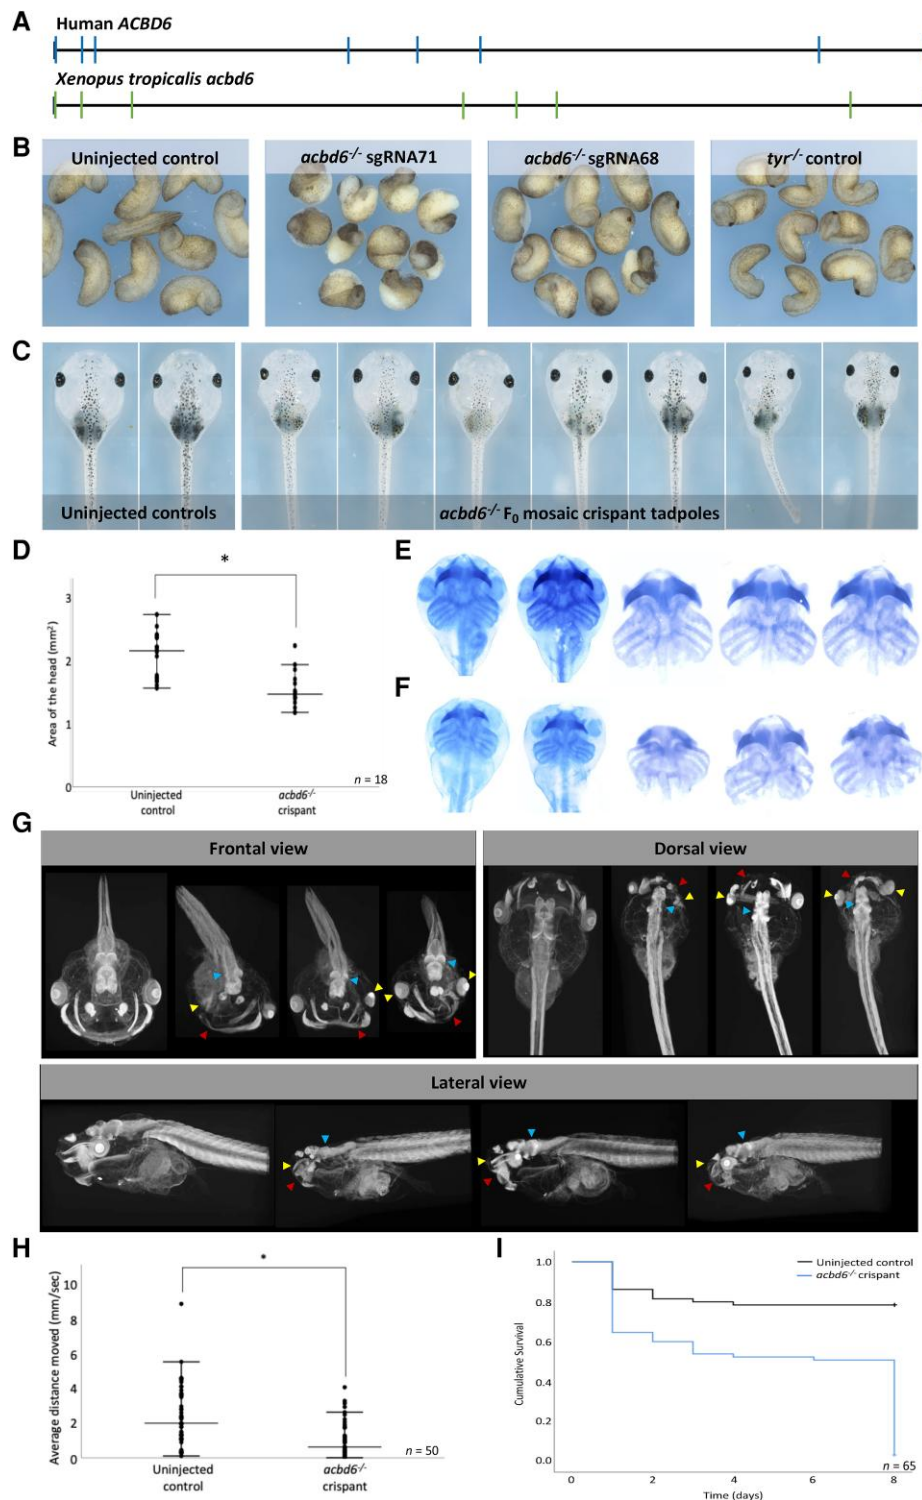 A
Human ACBD6
Xenopus tropicalis acbd6
B
Uninjected control
acbd6-/- sgRNA71
acbd6-/- sgRNA68
tyr-/- control
C
Uninjected controls
acbd6-/- F0 mosaic crispant tadpoles
D
*
Area of the head (mm2)
3
2
1
0
n = 18
Uninjected control
acbd6-/- crispant
E
F
G
Frontal view
Dorsal view
Lateral view
H
*
Average distance moved (mm/sec)
10
8
6
4
2
0
n = 50
Uninjected control
acbd6-/- crispant
I
Uninjected control
acbd6-/- crispant
Cumulative Survival
1.0
0.8
0.6
0.4
0.2
0.0
n = 65
0 2 4 6 8
Time (days)